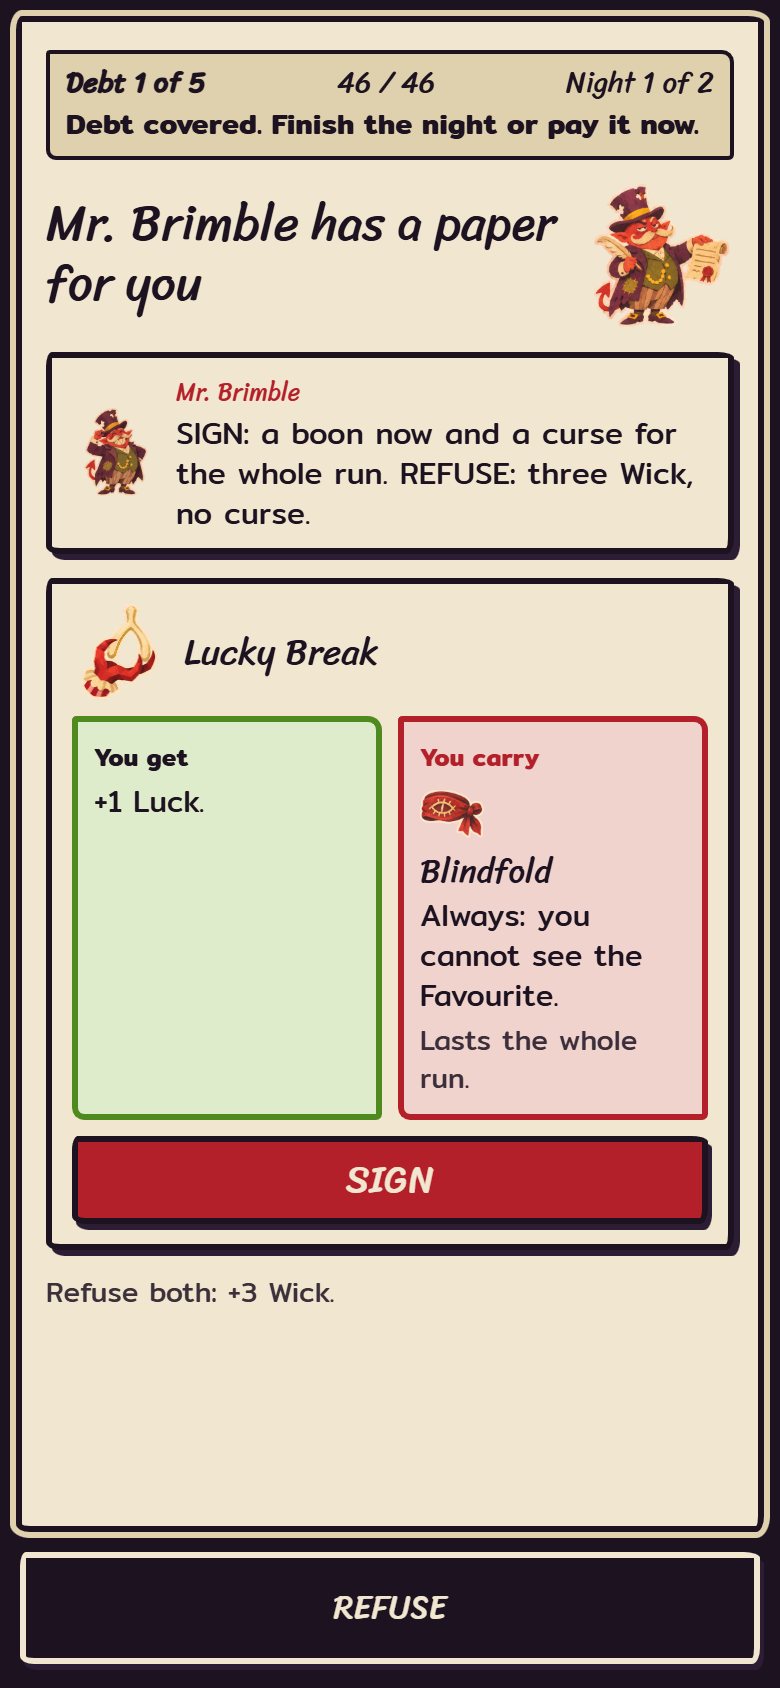 Debt 1 of 5
46 / 46
Night 1 of 2
Debt covered. Finish the night or pay it now.
Mr. Brimble has a paper
for you
Mr. Brimble
SIGN: a boon now and a curse for
the whole run. REFUSE: three Wick,
no curse.
Lucky Break
You get
+1 Luck.
You carry
Blindfold
Always: you
cannot see the
Favourite.
Lasts the whole
run.
SIGN
Refuse both: +3 Wick.
REFUSE